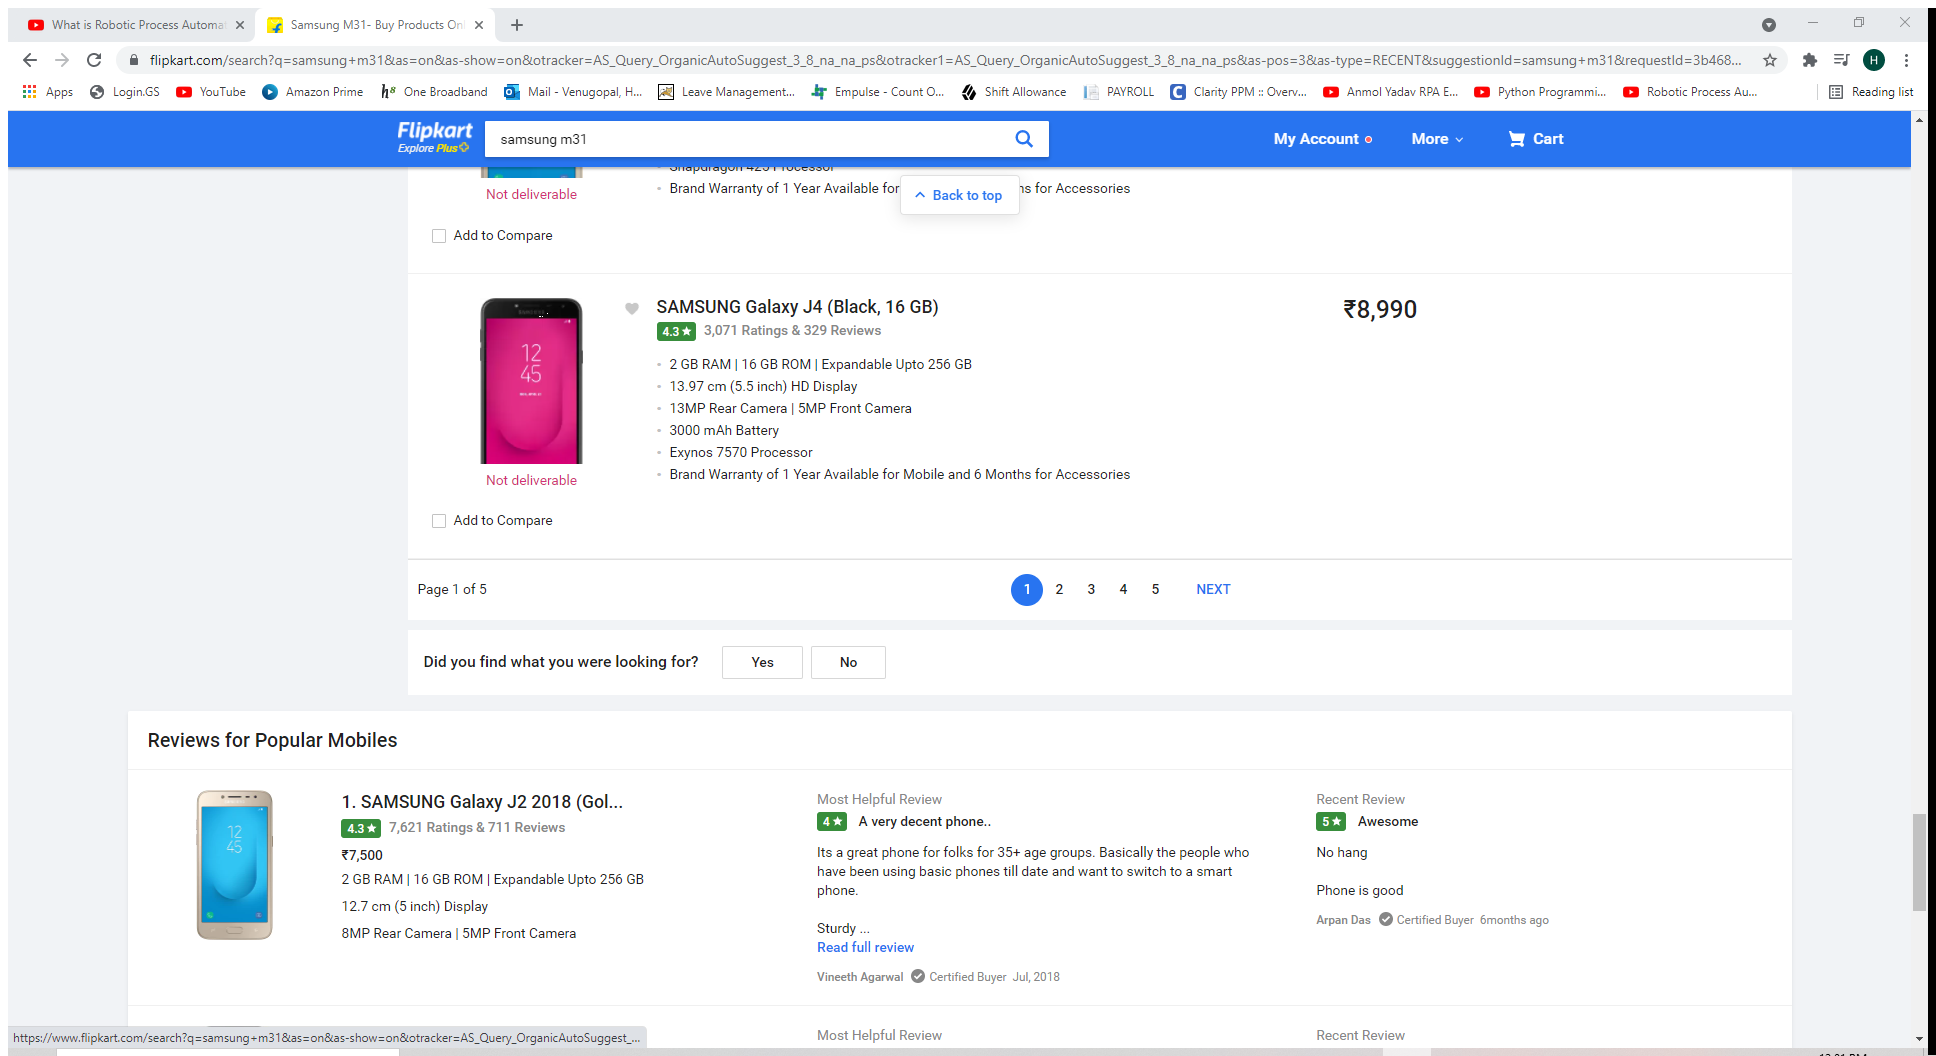 What is Robotic Process Automa
Samsung M31- Buy Products Onl
flipkart.com/search?q=samsung+m31&as=on&as-show=on&otracker=AS_Query_OrganicAutoSuggest_3_8_na_na_ps&otracker1=AS_Query_OrganicAutoSuggest_3_8_na_na_ps&as-pos=3&as-type=RECENT&suggestionId=samsung+m31&requestId=3b468...
H
Apps
Login.GS
YouTube
Amazon Prime
One Broadband
Mail - Venugopal, H...
Leave Management...
Empulse - Count O...
Shift Allowance
PAYROLL
Clarity PPM :: Overv...
Anmol Yadav RPA E...
Python Programmi...
Robotic Process Au...
Reading list
Flipkart
Explore Plus
samsung m31
My Account
More
Cart
Snapdragon 425 Processor
Not deliverable
Brand Warranty of 1 Year Available for
hs for Accessories
Back to top
Add to Compare
SAMSUNG Galaxy J4 (Black, 16 GB)
₹8,990
4.3★ 3,071 Ratings & 329 Reviews
2 GB RAM | 16 GB ROM | Expandable Upto 256 GB
13.97 cm (5.5 inch) HD Display
13MP Rear Camera | 5MP Front Camera
3000 mAh Battery
Exynos 7570 Processor
Brand Warranty of 1 Year Available for Mobile and 6 Months for Accessories
12
45
Not deliverable
Add to Compare
Page 1 of 5
1 2 3 4 5 NEXT
Did you find what you were looking for?
Yes
No
Reviews for Popular Mobiles
12
45
1. SAMSUNG Galaxy J2 2018 (Gol...
4.3★ 7,621 Ratings & 711 Reviews
₹7,500
2 GB RAM | 16 GB ROM | Expandable Upto 256 GB
12.7 cm (5 inch) Display
8MP Rear Camera | 5MP Front Camera
Most Helpful Review
4★ A very decent phone..
Its a great phone for folks for 35+ age groups. Basically the people who
have been using basic phones till date and want to switch to a smart
phone.
Sturdy ...
Read full review
Vineeth Agarwal Certified Buyer Jul, 2018
Recent Review
5★ Awesome
No hang
Phone is good
Arpan Das Certified Buyer 6months ago
Most Helpful Review
Recent Review
https://www.flipkart.com/search?q=samsung+m31&as=on&as-show=on&otracker=AS_Query_OrganicAutoSuggest_...